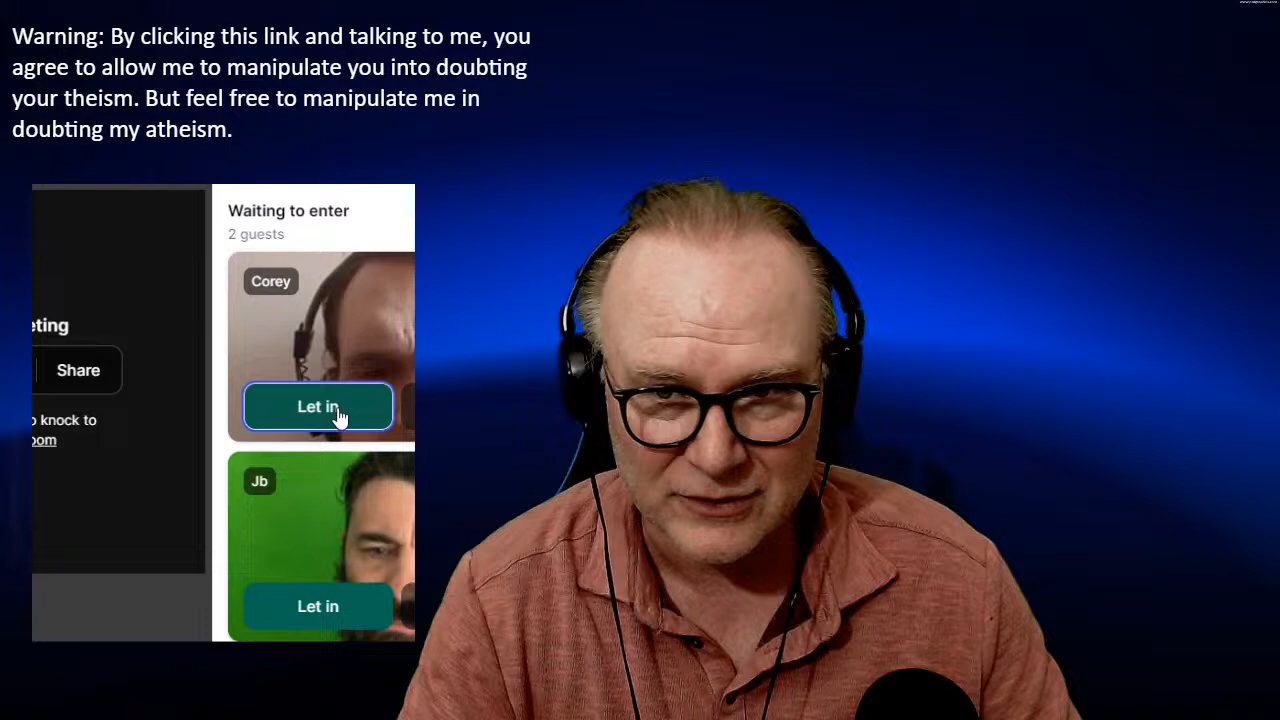 Warning: By clicking this link and talking to me, you
agree to allow me to manipulate you into doubting
your theism. But feel free to manipulate me in
doubting my atheism.
Waiting to enter
2 guests
Corey
eting
Share
Let in
o knock to
oom
Jb
Let in